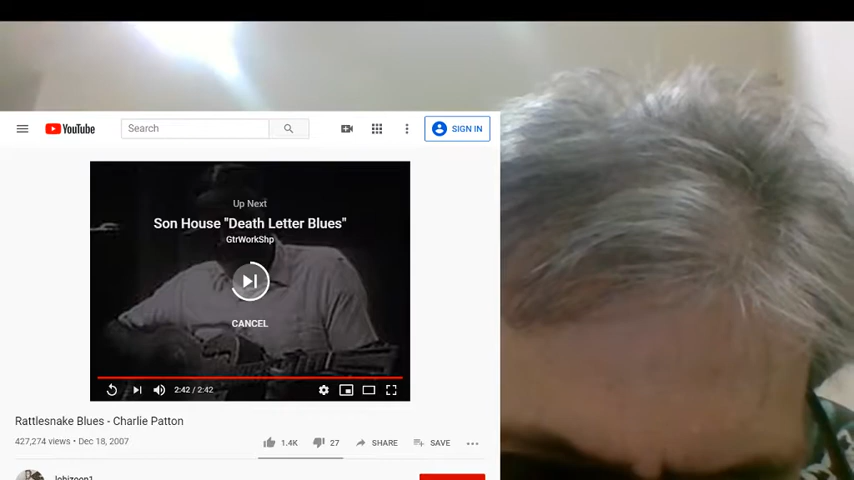 YouTube
Search
SIGN IN
Up Next
Son House "Death Letter Blues"
GtrWorkShp
CANCEL
2:42 / 2:42
Rattlesnake Blues - Charlie Patton
427,274 views • Dec 18, 2007
1.4K
27
SHARE
SAVE